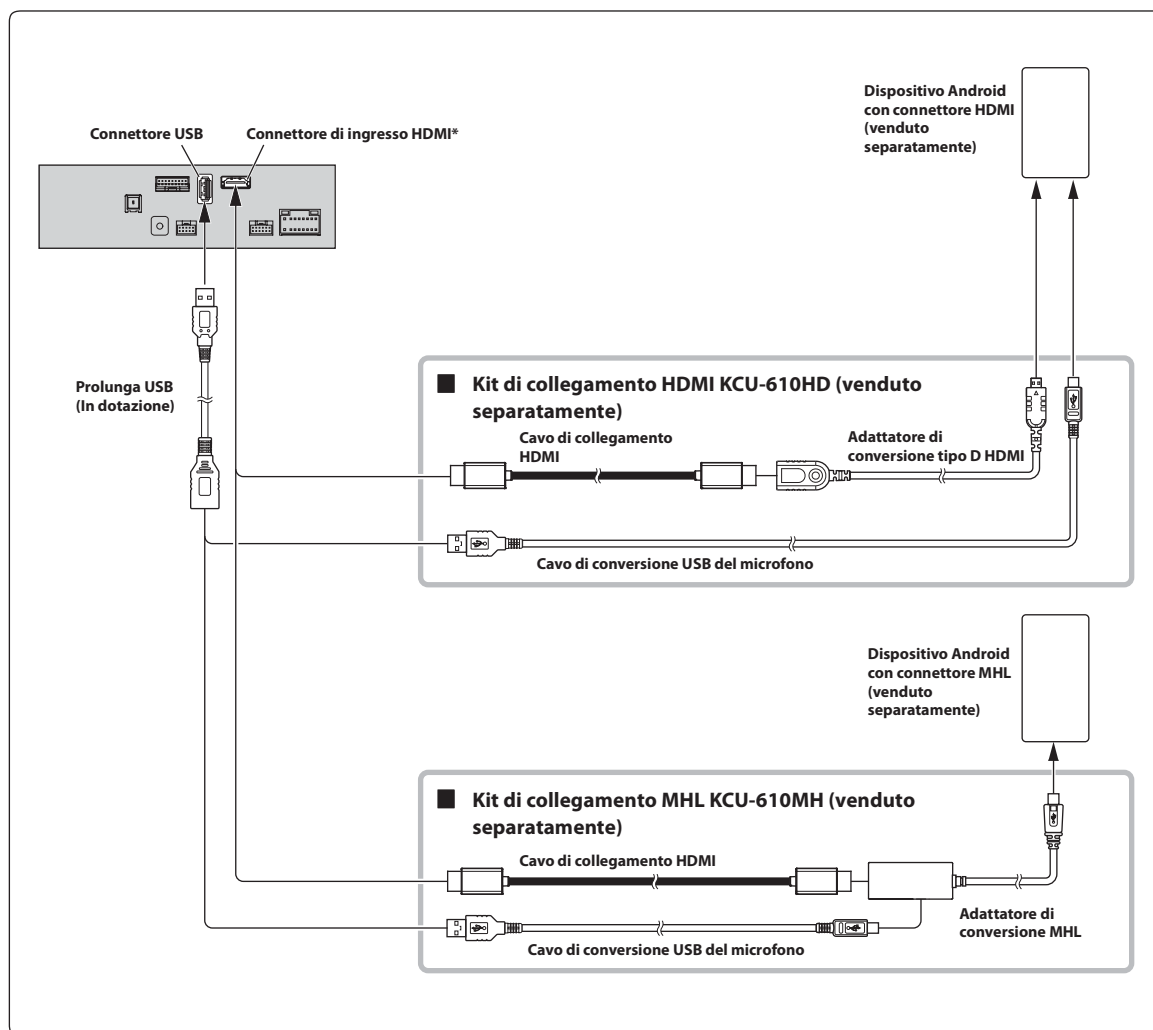 Dispositivo Android
con connettore HDMI
(venduto
separatamente)
Connettore USB
Connettore di ingresso HDMI*
Prolunga USB
(In dotazione)
Kit di collegamento HDMI KCU-610HD (venduto
separatamente)
Cavo di collegamento
HDMI
Adattatore di
conversione tipo D HDMI
Cavo di conversione USB del microfono
Dispositivo Android
con connettore MHL
(venduto
separatamente)
Kit di collegamento MHL KCU-610MH (venduto
separatamente)
Cavo di collegamento HDMI
Adattatore di
conversione MHL
Cavo di conversione USB del microfono